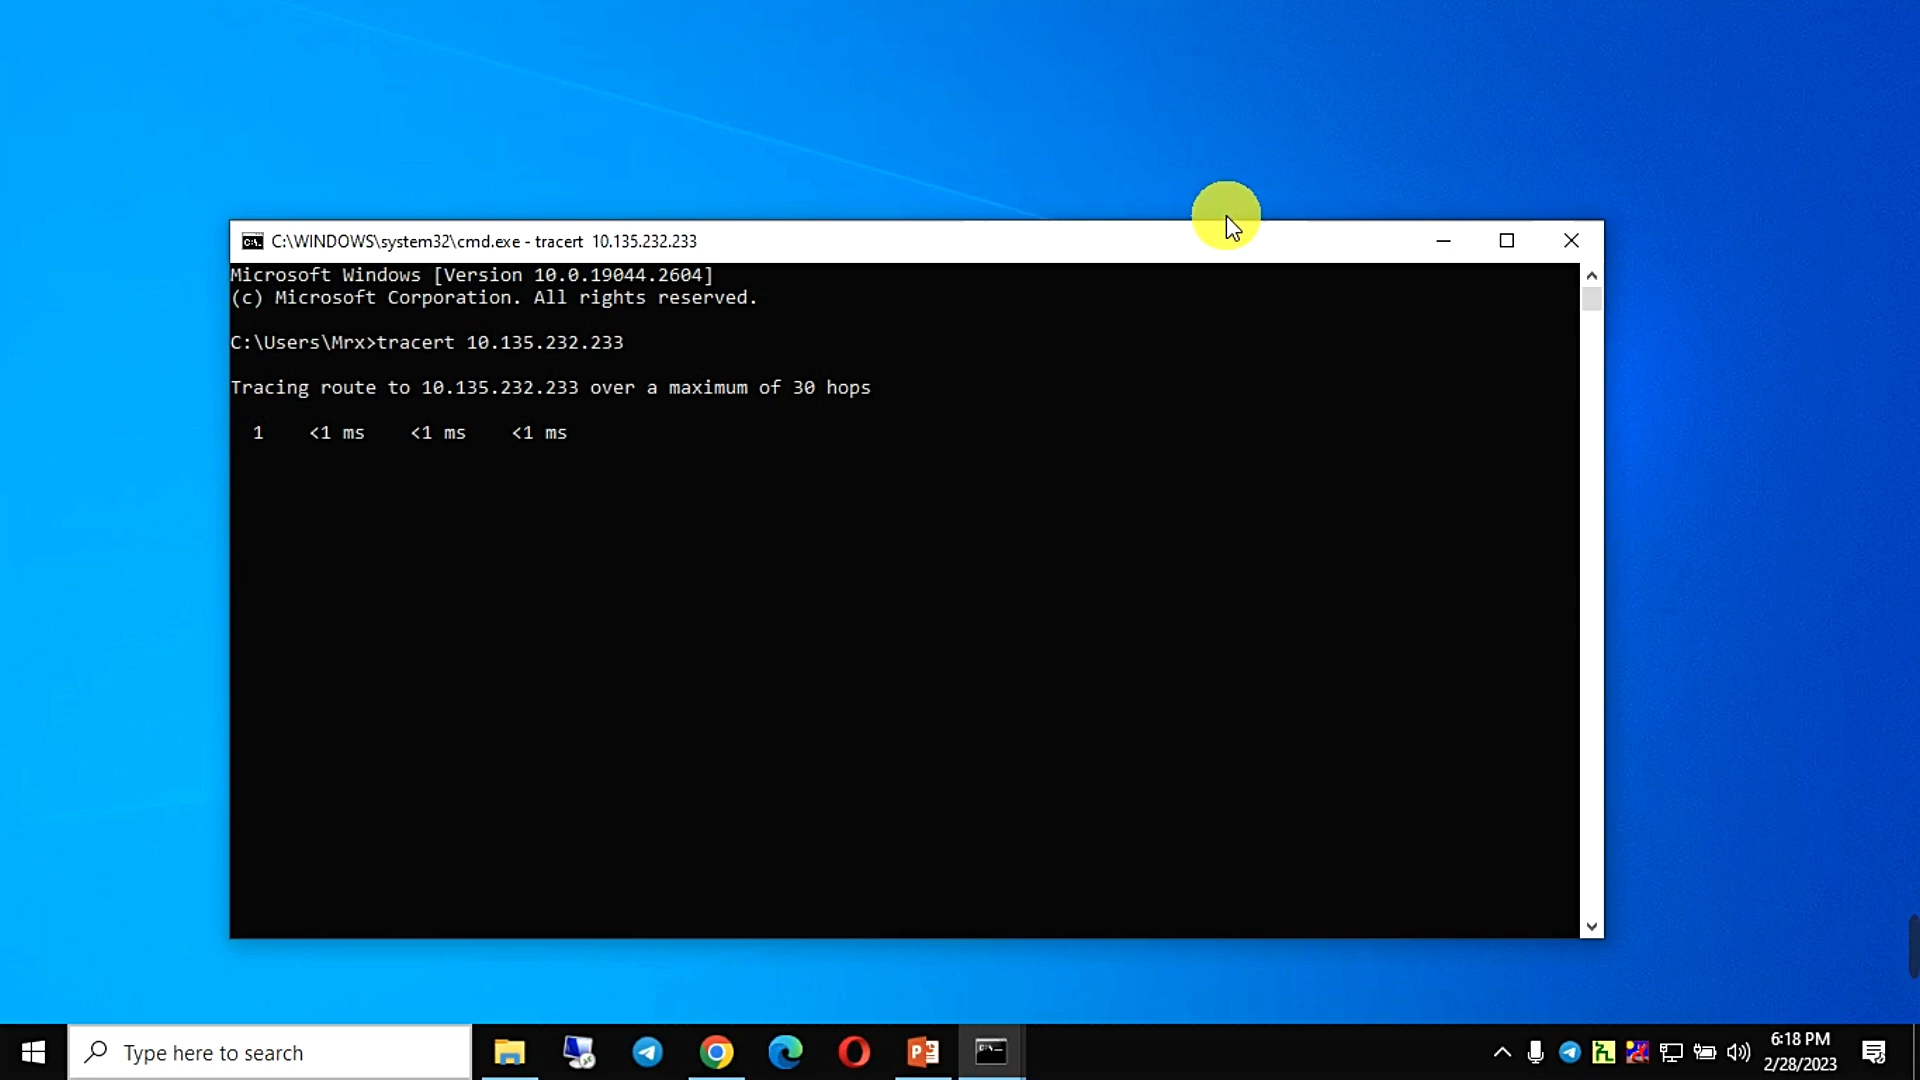 C:\WINDOWS\system32\cmd.exe - tracert  10.135.232.233
Microsoft Windows [Version 10.0.19044.2604]
(c) Microsoft Corporation. All rights reserved.
C:\Users\Mrx>tracert 10.135.232.233
Tracing route to 10.135.232.233 over a maximum of 30 hops
1    <1 ms    <1 ms    <1 ms
Type here to search
6:18 PM
2/28/2023